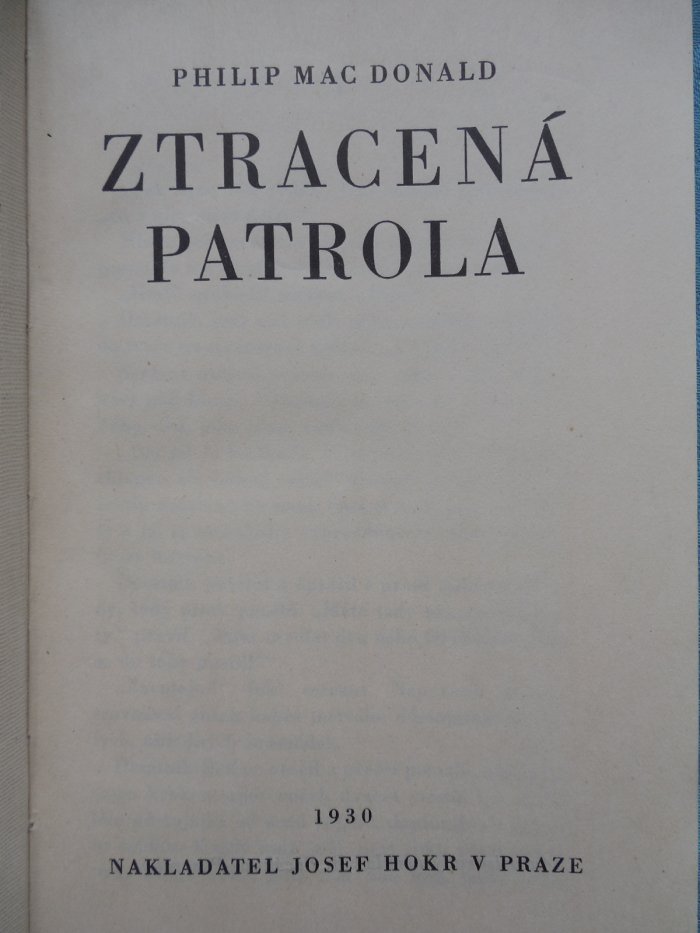 PHILIP MAC DONALD
ZTRACENÁ
PATROLA
1930
NAKLADATEL JOSEF HOKR V PRAZE